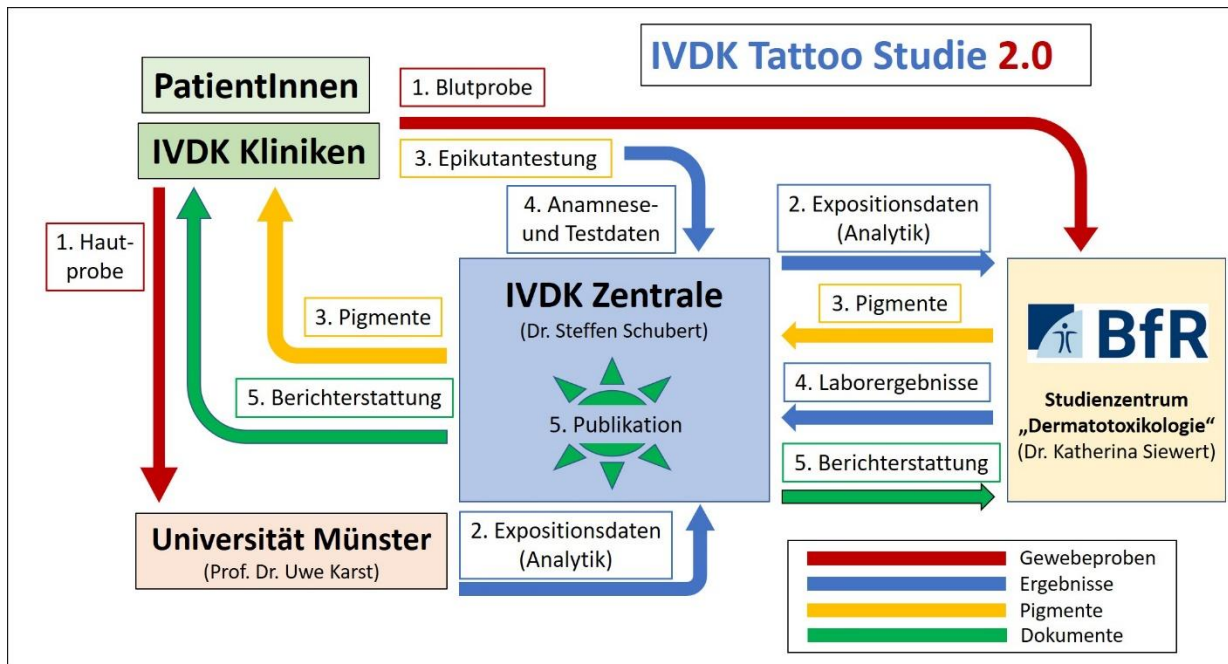 IVDK Tattoo Studie 2.0
PatientInnen
IVDK Kliniken
1. Blutprobe
3. Epikutantestung
4. Anamnese-
und Testdaten
2. Expositionsdaten
(Analytik)
1. Haut-
probe
3. Pigmente
5. Berichterstattung
IVDK Zentrale
(Dr. Steffen Schubert)
5. Publikation
3. Pigmente
4. Laborergebnisse
5. Berichterstattung
BfR
Studienzentrum
„Dermatotoxikologie“
(Dr. Katherina Siewert)
Universität Münster
(Prof. Dr. Uwe Karst)
2. Expositionsdaten
(Analytik)
Gewebeproben
Ergebnisse
Pigmente
Dokumente